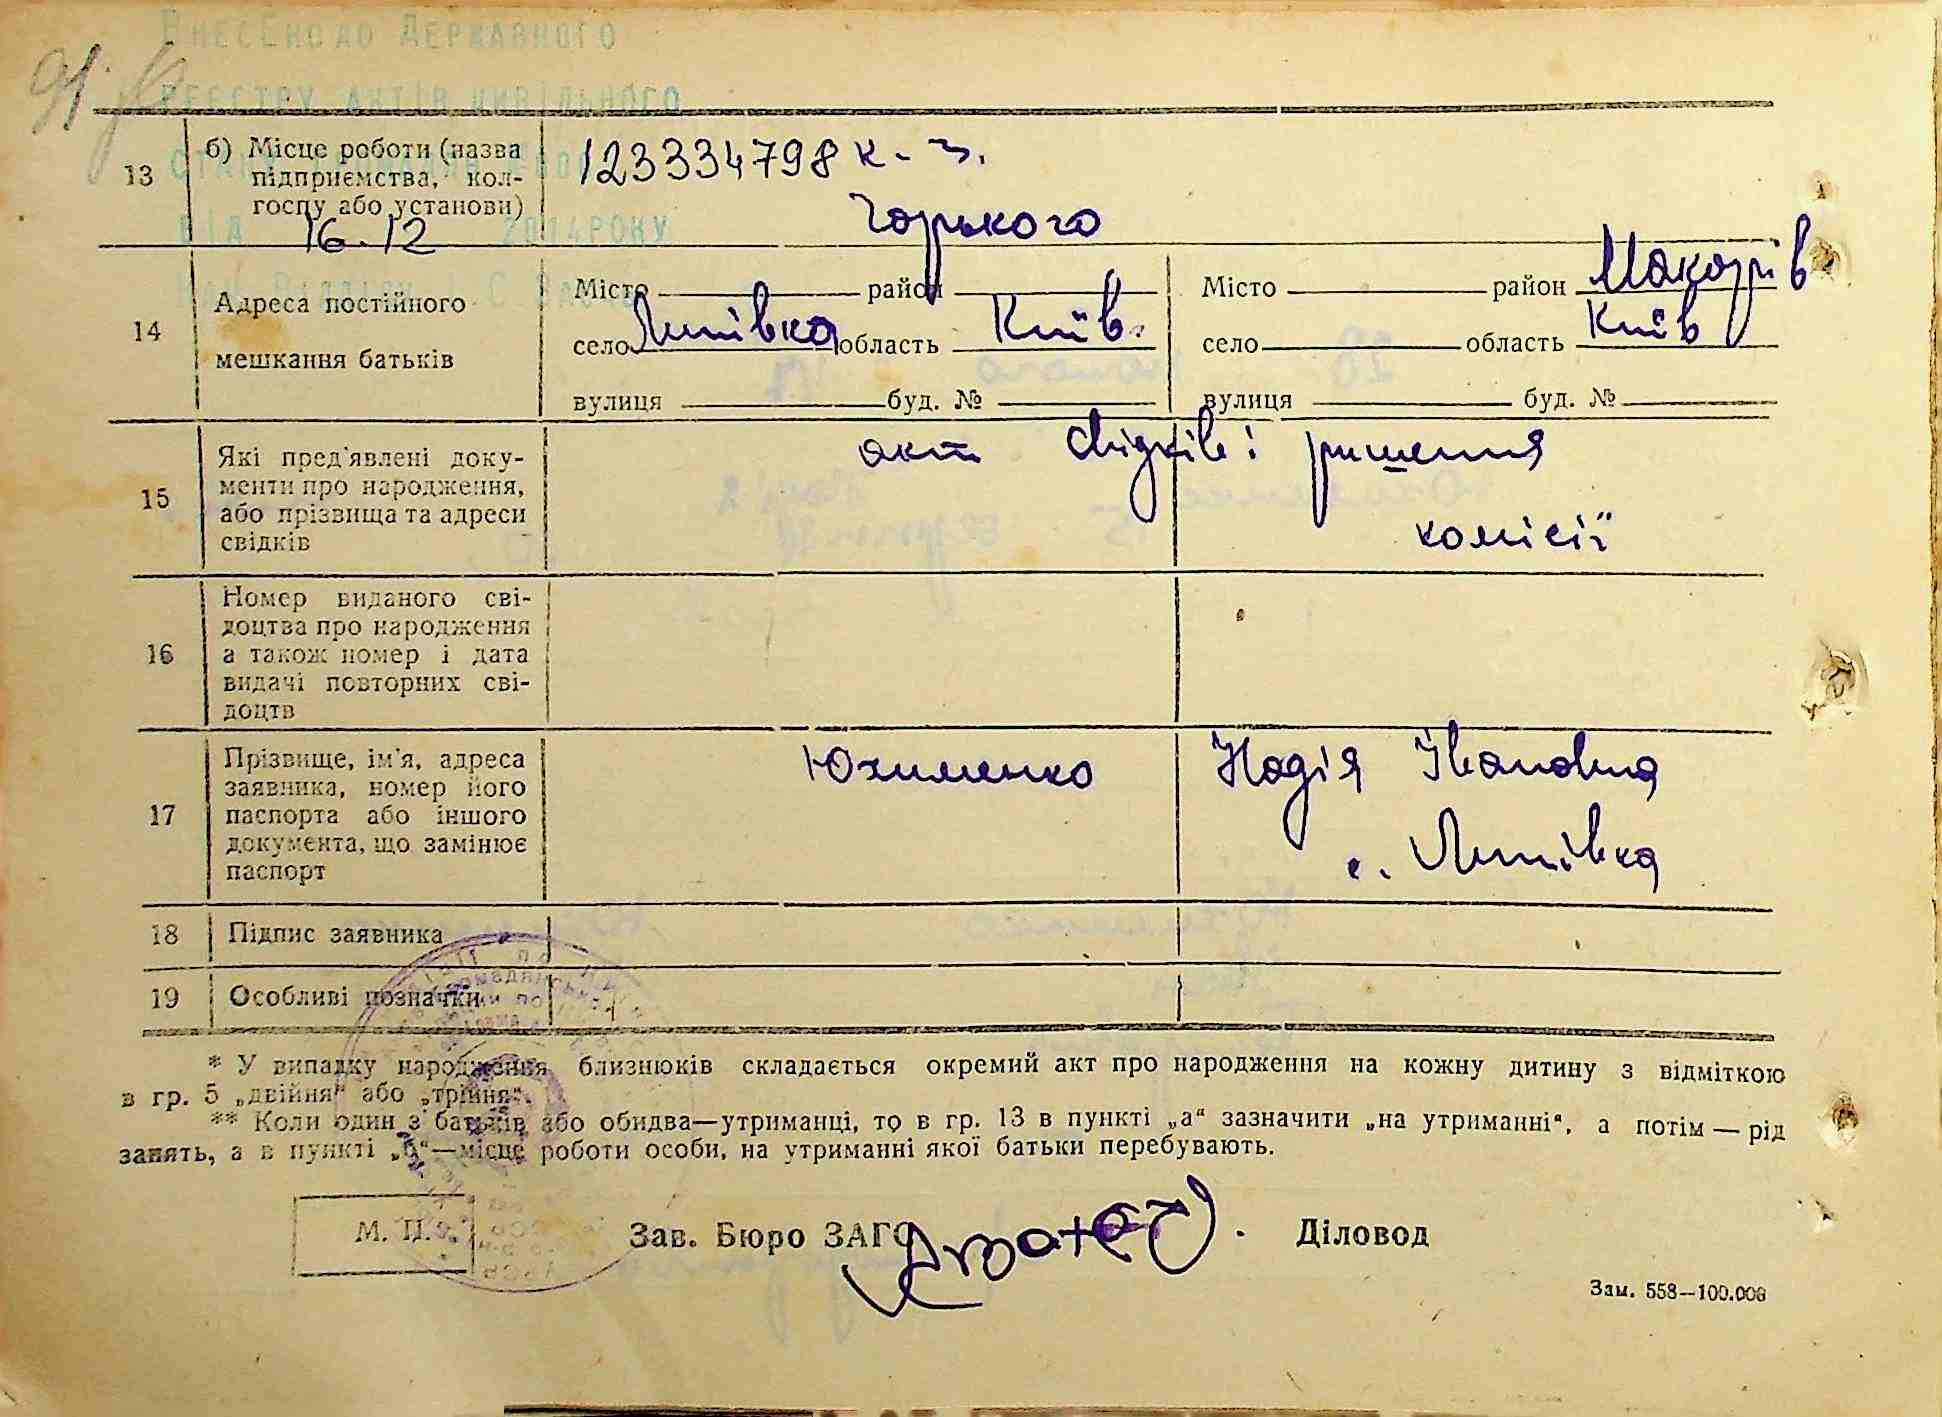 Внесено до Державного
91.
реєстру актів цивільного
13
б) Місце роботи (назва підприємства, колгоспу або установи)
123334798 к-з.
Горького
від 16.12 2014 РОКУ
14
Адреса постійного мешкання батьків
Місто район
село Липівка область Київ.
вулиця буд. №
Місто район Макарів
село область Київ
вулиця буд. №
15
Які пред'явлені документи про народження, або прізвища та адреси свідків
акт свідків і ришення
комісії
16
Номер виданого свідоцтва про народження а також номер і дата видачі повторних свідоцтв
17
Прізвище, ім'я, адреса заявника, номер його паспорта або іншого документа, що замінює паспорт
Юхименко Надія Івановна
с. Липівка
18
Підпис заявника
19
Особливі позначки
* У випадку народження близнюків складається окремий акт про народження на кожну дитину з відміткою
в гр. 5 „двійня“ або „трійня“.
** Коли один з батьків або обидва—утриманці, то в гр. 13 в пункті „а“ зазначити „на утриманні“, а потім — рід
занять, а в пункті „б“—місце роботи особи, на утриманні якої батьки перебувають.
М. П.
Зав. Бюро ЗАГС
Діловод
Зам. 558—100.000